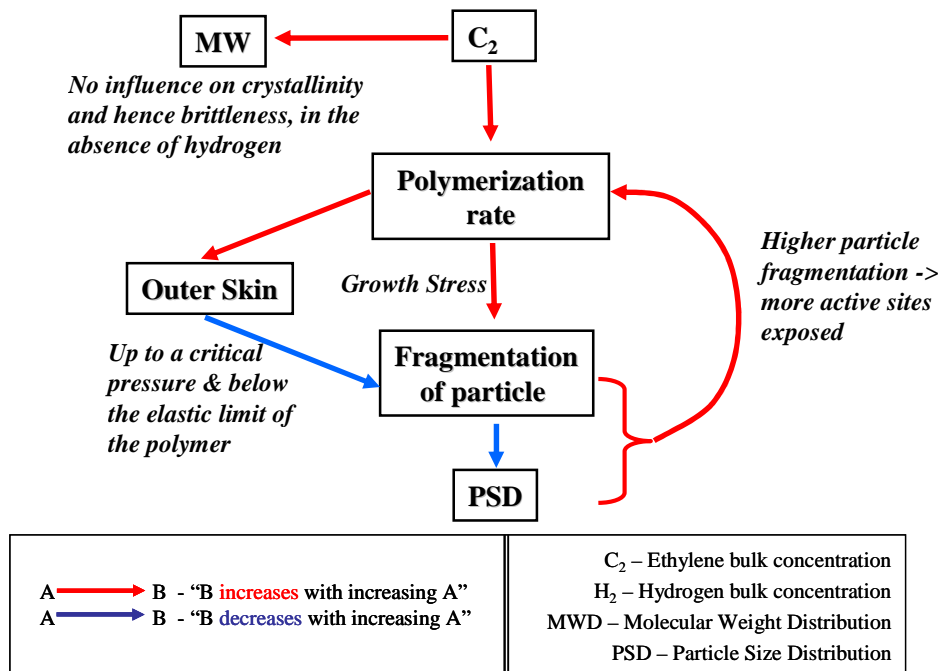 MW
C₂
No influence on crystallinity
and hence brittleness, in the
absence of hydrogen
Polymerization
rate
Higher particle
fragmentation ->
more active sites
exposed
Outer Skin
Growth Stress
Up to a critical
pressure & below
the elastic limit of
the polymer
Fragmentation
of particle
PSD
A B - “B increases with increasing A”
A B - “B decreases with increasing A”
C₂ – Ethylene bulk concentration
H₂ – Hydrogen bulk concentration
MWD – Molecular Weight Distribution
PSD – Particle Size Distribution